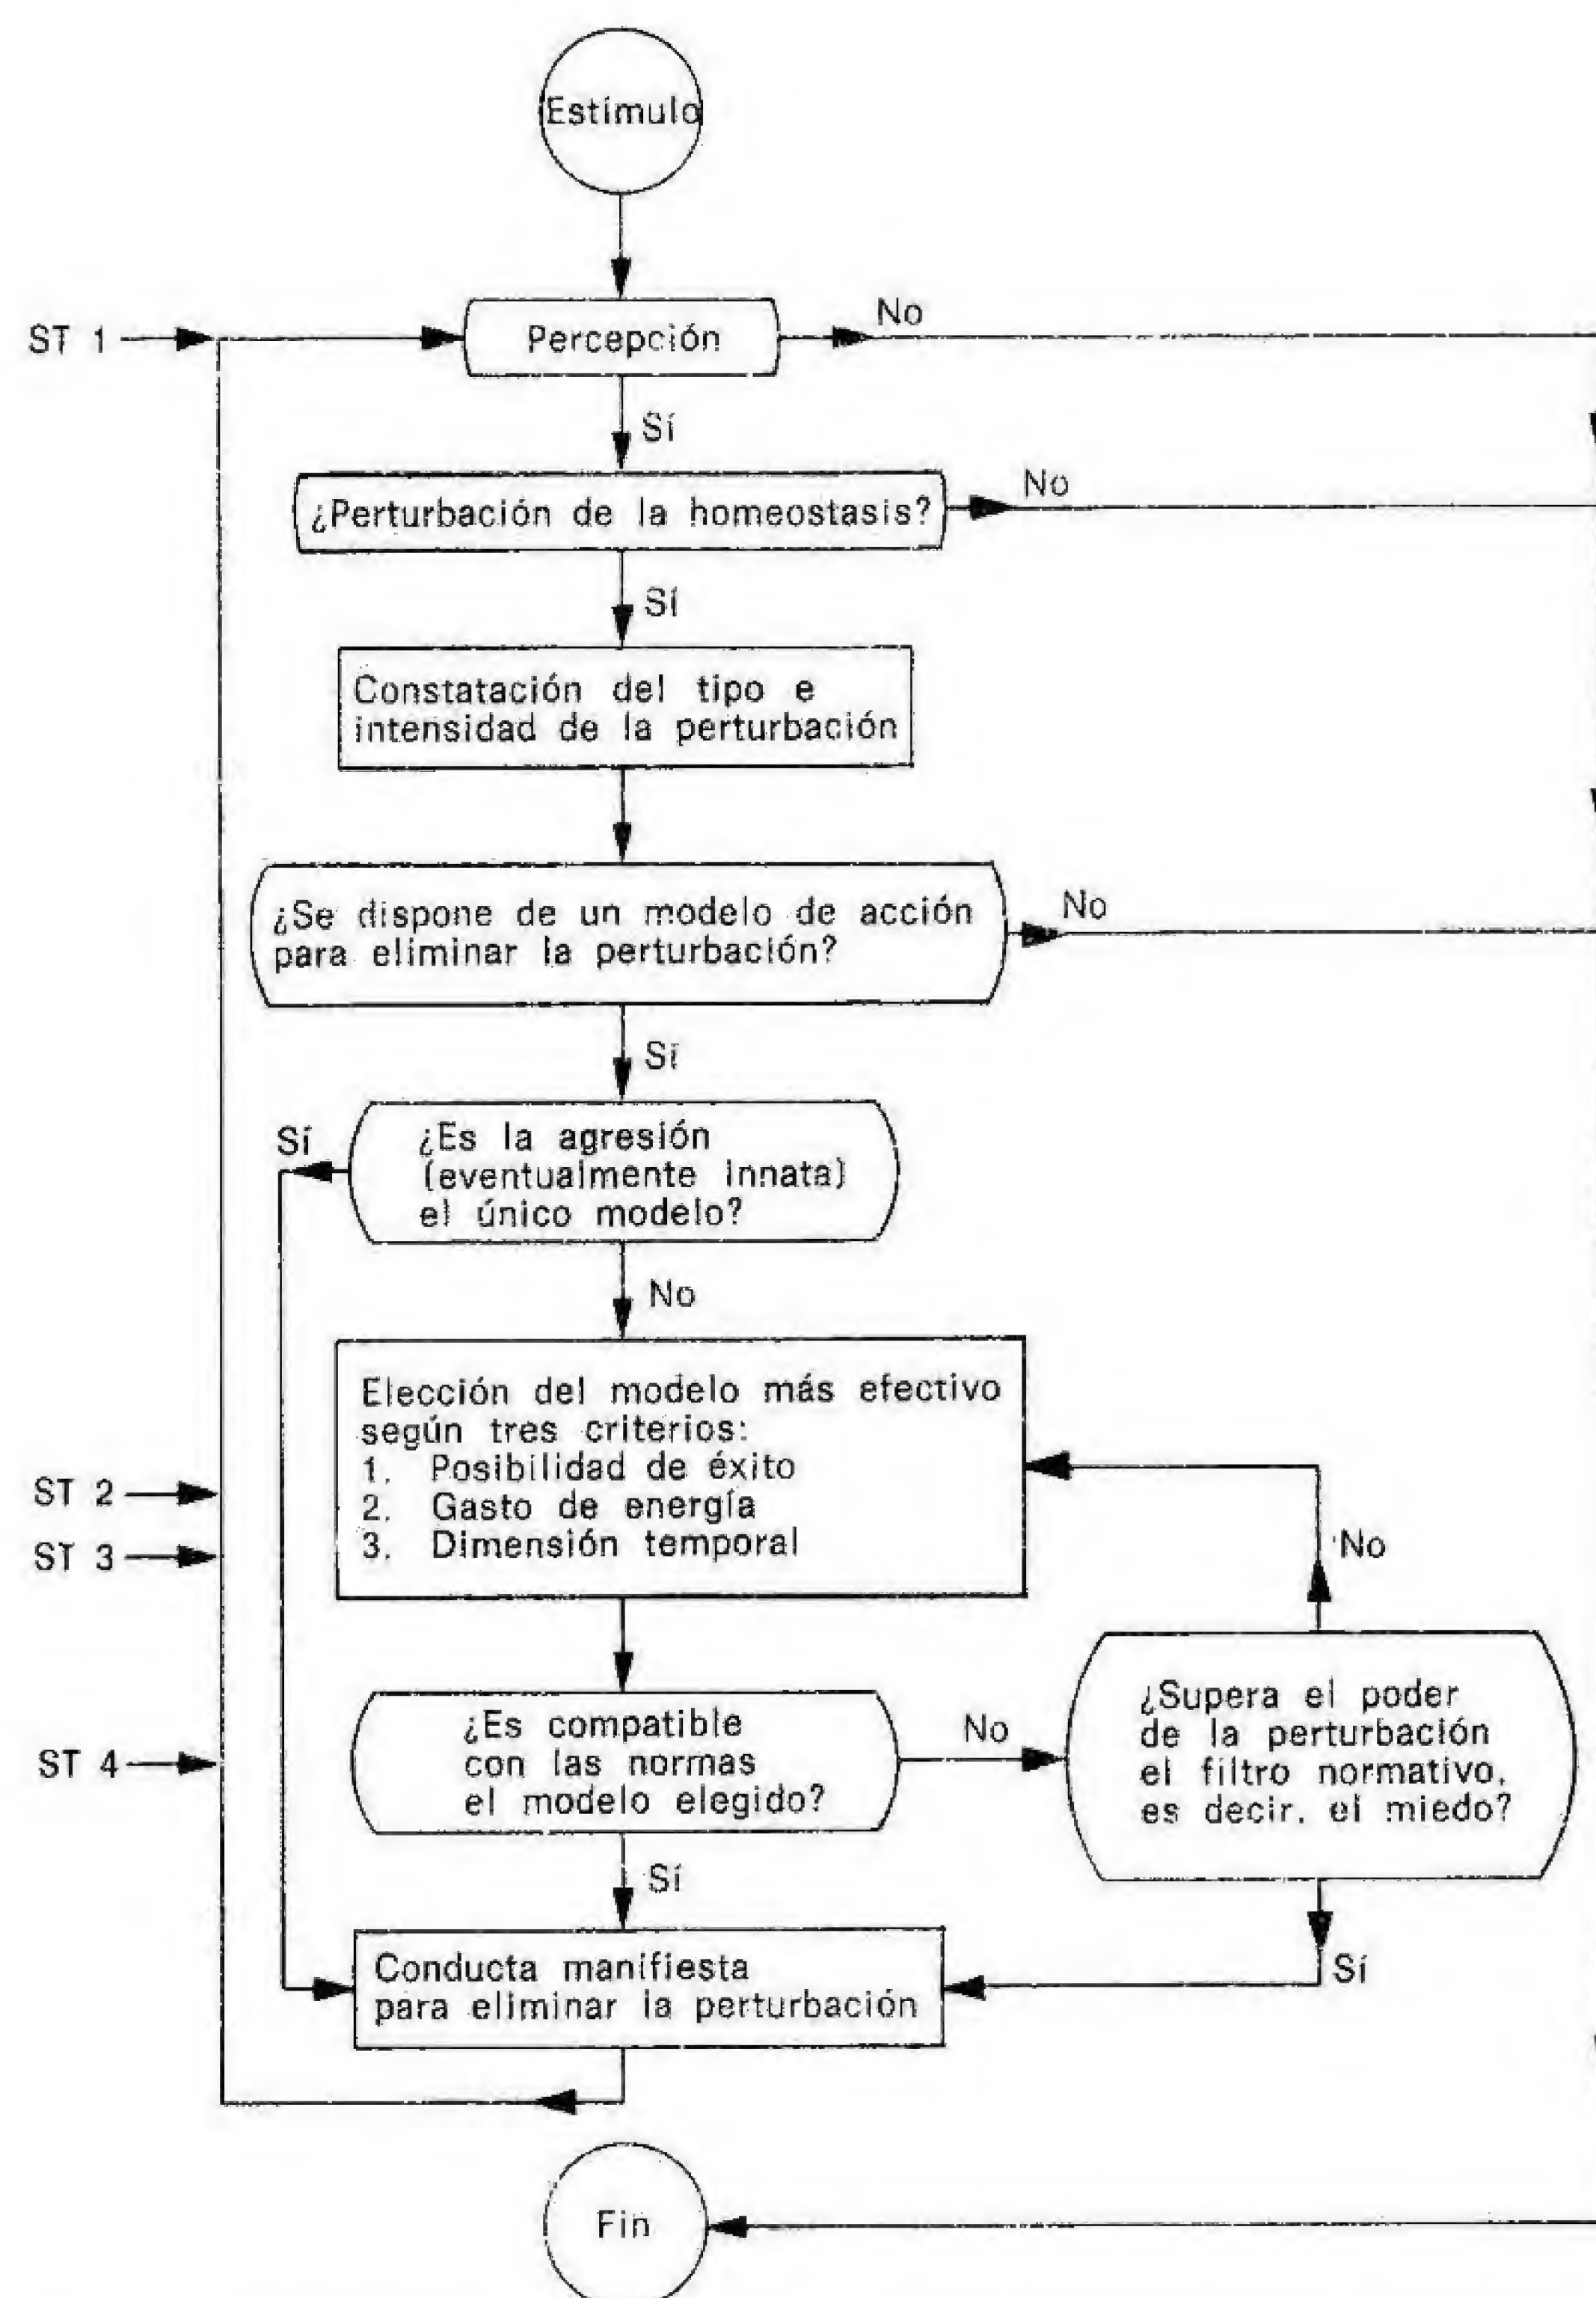 Estímulo
No
ST 1
Percepción
Sí
No
¿Perturbación de la homeostasis?
Sí
Constatación del tipo e
intensidad de la perturbación
¿Se dispone de un modelo de acción
para eliminar la perturbación?
No
Sí
Sí
¿Es la agresión
(eventualmente innata)
el único modelo?
No
Elección del modelo más efectivo
según tres criterios:
1. Posibilidad de éxito
2. Gasto de energía
3. Dimensión temporal
ST 2
ST 3
No
¿Es compatible
con las normas
el modelo elegido?
No
¿Supera el poder
de la perturbación
el filtro normativo,
es decir, el miedo?
ST 4
Sí
Sí
Conducta manifiesta
para eliminar la perturbación
Fin